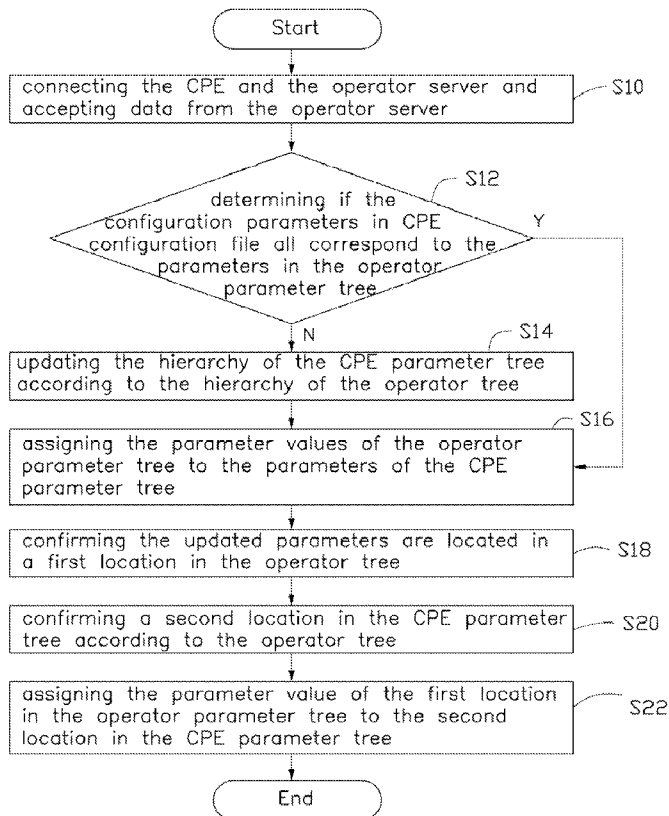 Start
connecting the CPE and the operator server and
accepting data from the operator server
S10
S12
determining if the
configuration parameters in CPE
configuration file all correspond to the
parameters in the operator
parameter tree
Y
N
S14
updating the hierarchy of the CPE parameter tree
according to the hierarchy of the operator tree
S16
assigning the parameter values of the operator
parameter tree to the parameters of the CPE
parameter tree
confirming the updated parameters are located in
a first location in the operator tree
S18
confirming a second location in the CPE parameter
tree according to the operator tree
S20
assigning the parameter value of the first location
in the operator parameter tree to the second
location in the CPE parameter tree
S22
End